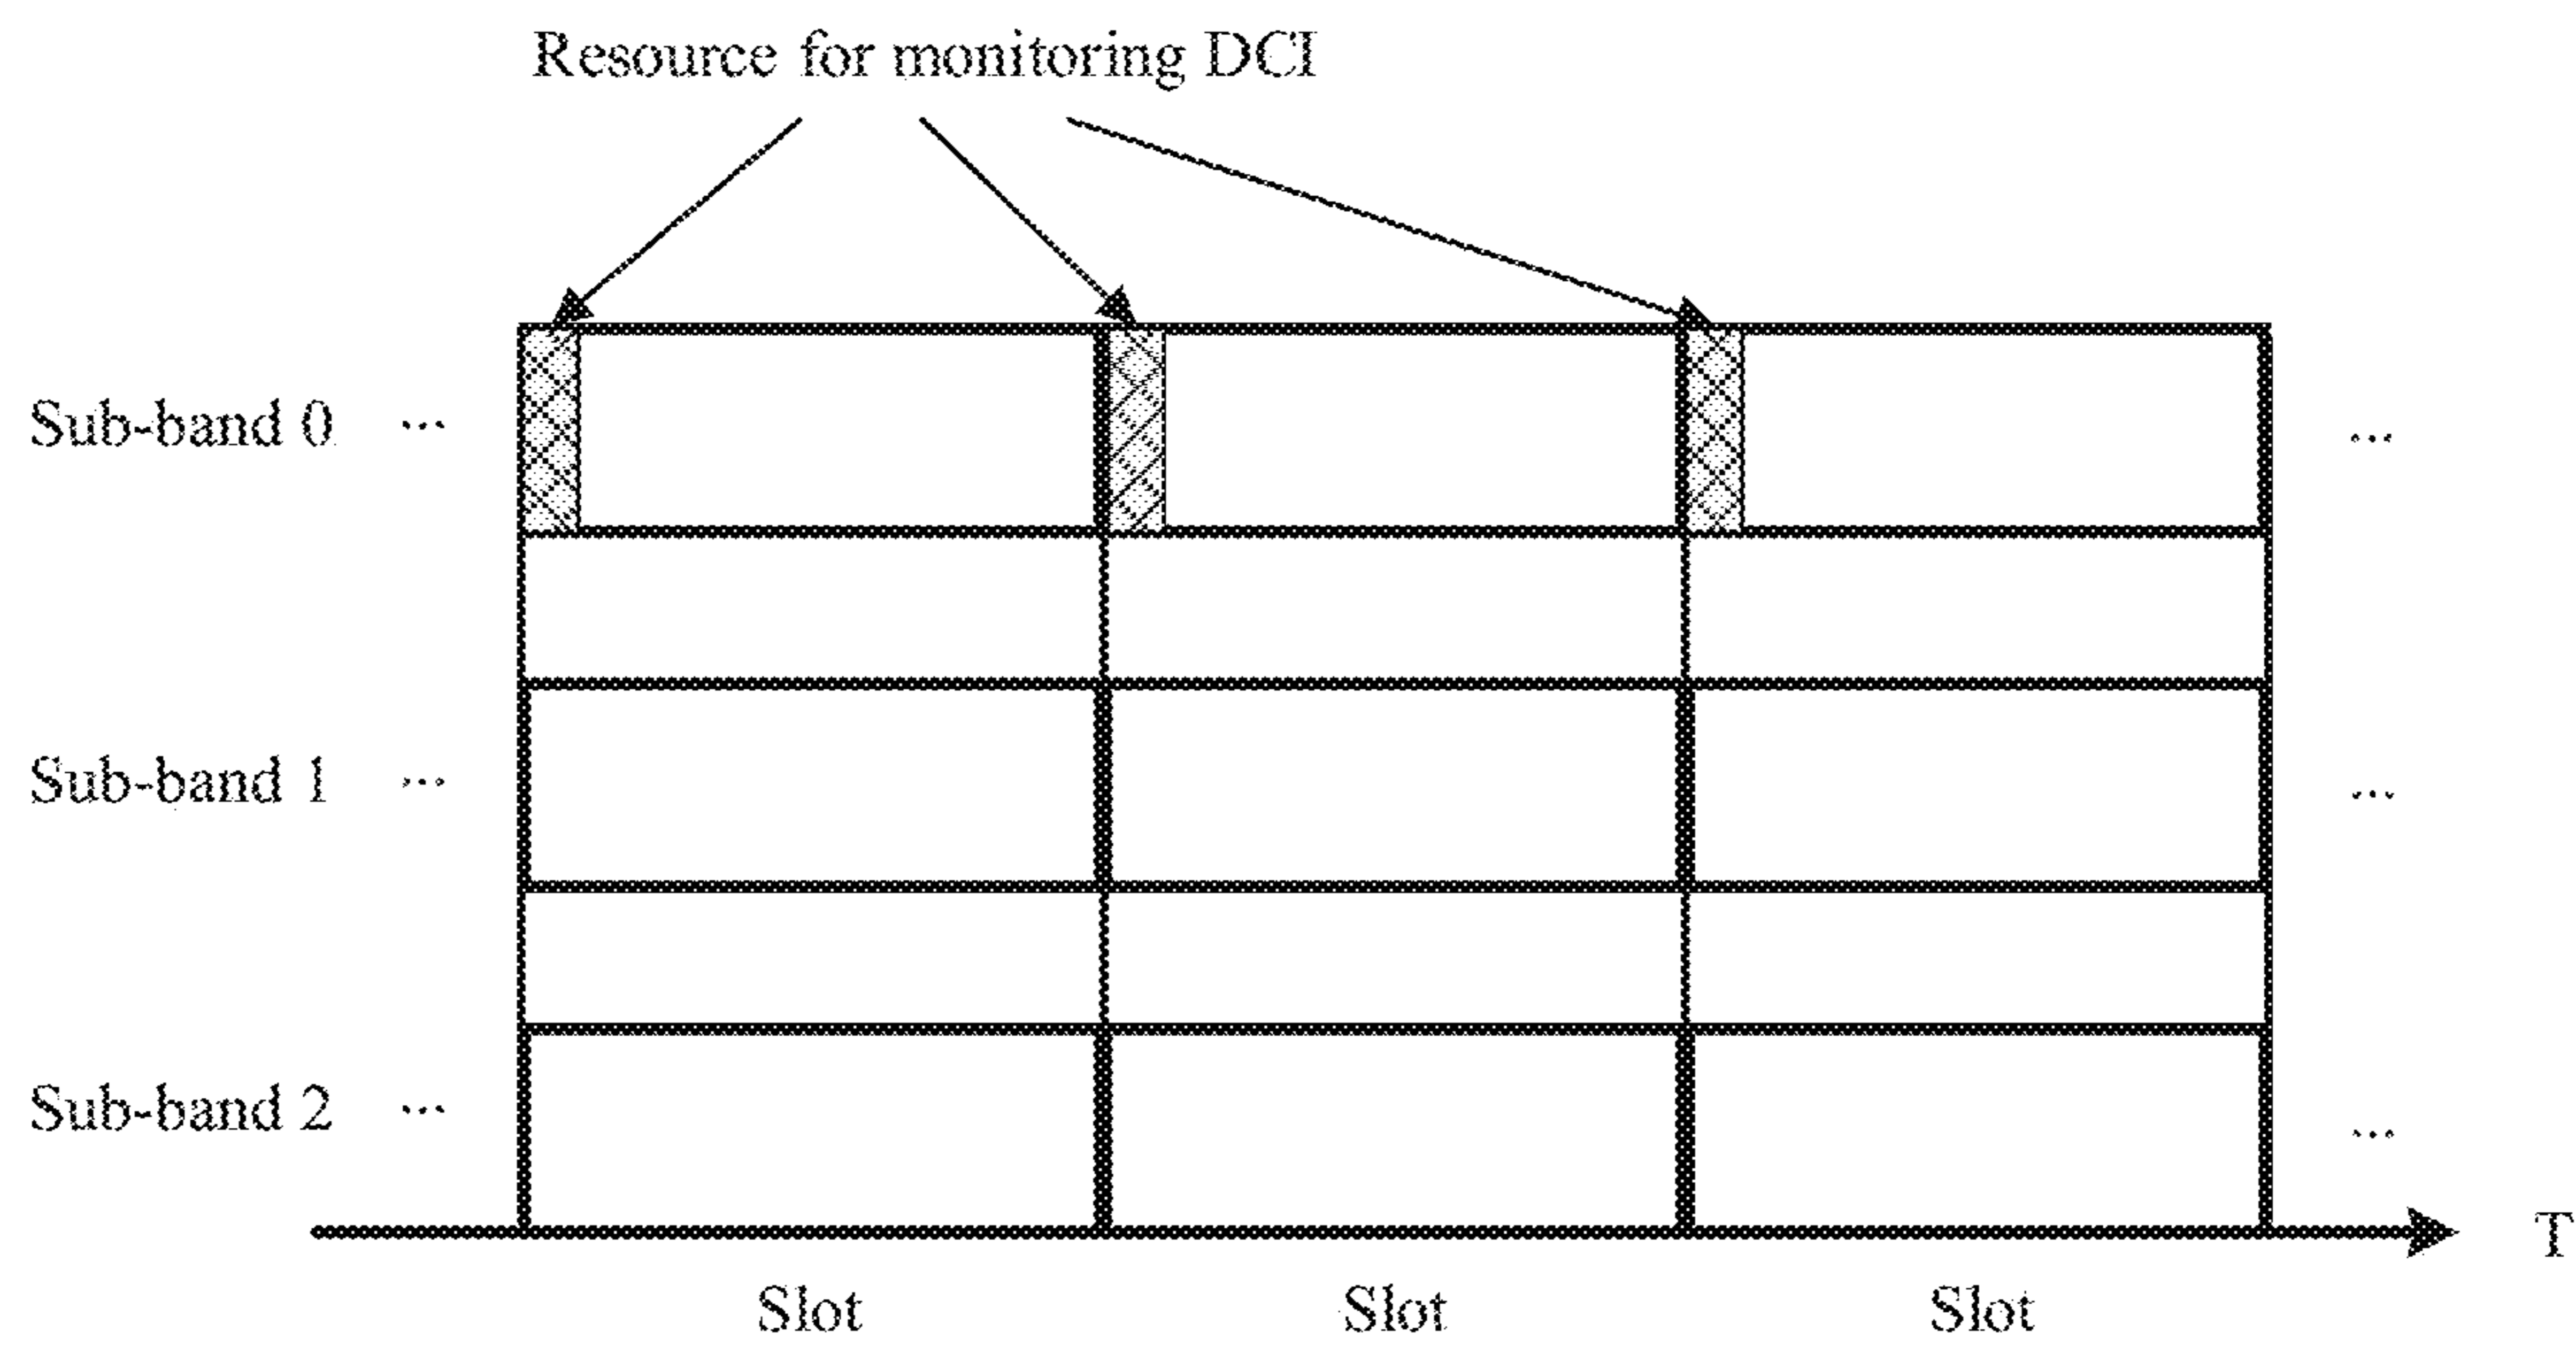 Resource for monitoring DCI
Sub-band 0 ... ...
Sub-band 1 ... ...
Sub-band 2 ... ...
T
Slot Slot Slot